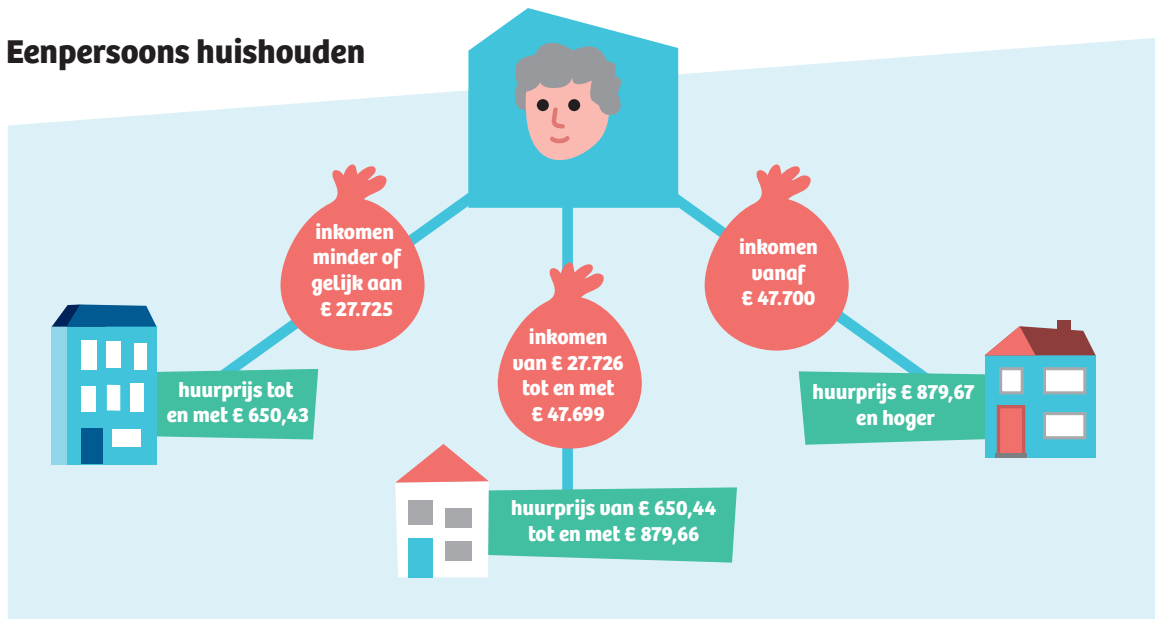 Eenpersoons huishouden
inkomen
minder of
gelijk aan
€ 27.725
huurprijs tot
en met € 650,43
inkomen
van € 27.726
tot en met
€ 47.699
huurprijs van € 650,44
tot en met € 879,66
inkomen
vanaf
€ 47.700
huurprijs € 879,67
en hoger